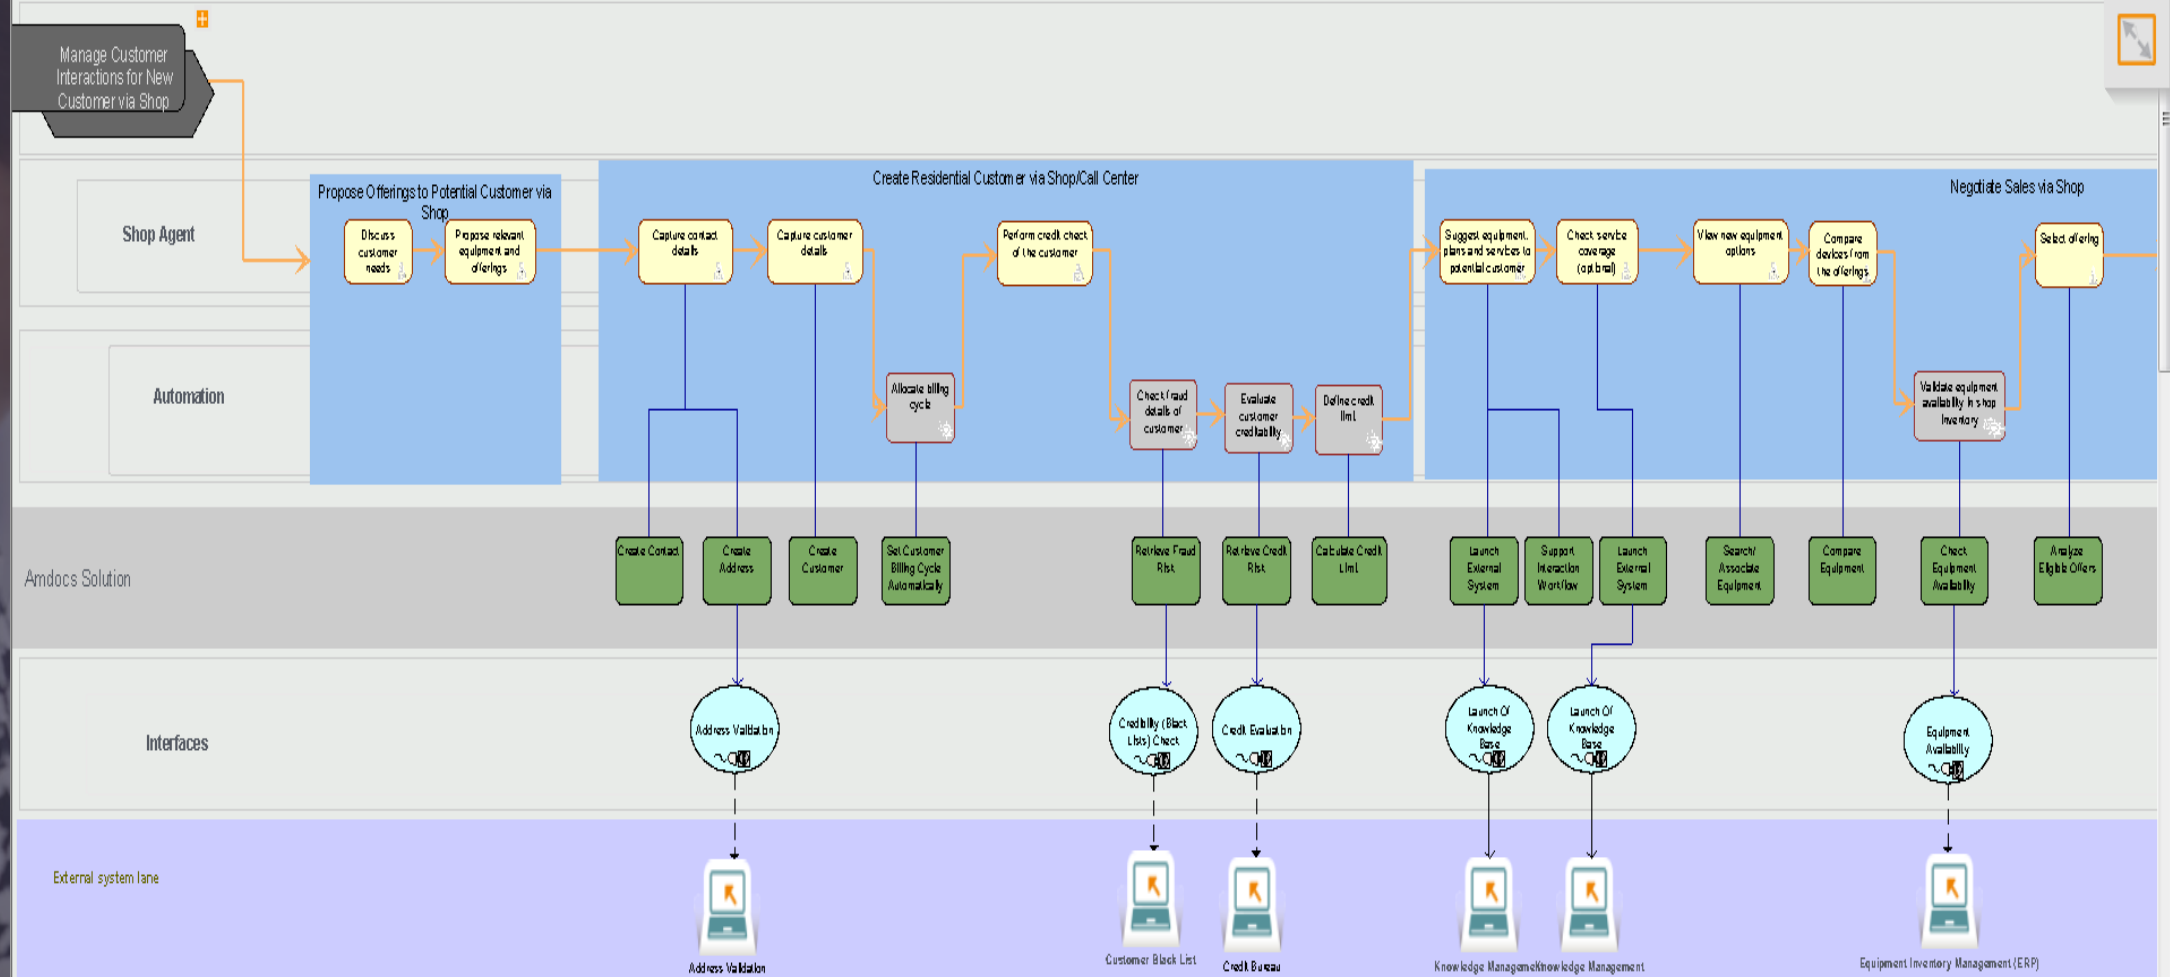 Manage Customer
Interactions for New
Customer via Shop
Propose Offerings to Potential Customer via
Shop
Create Residential Customer via Shop/Call Center
Negotiate Sales via Shop
Shop Agent
Discuss
customer
needs
Propose relevant
equipment and
offerings
Capture contact
details
Capture customer
details
Perform credit check
of the customer
Suggest equipment,
plans and services to
potential customer
Check service
coverage
(optional)
View new equipment
options
Compare
devices from
the offerings
Select offering
Automation
Allocate billing
cycle
Check fraud
details of
customer
Evaluate
customer
creditability
Define credit
limit
Validate equipment
availability in shop
Inventory
Amdocs Solution
Create Contact
Create
Address
Create
Customer
Set Customer
Billing Cycle
Automatically
Retrieve Fraud
Risk
Retrieve Credit
Risk
Calculate Credit
Limit
Launch
External
System
Support
Interaction
Workflow
Launch
External
System
Search/
Associate
Equipment
Compare
Equipment
Check
Equipment
Availability
Analyze
Eligible Offers
Interfaces
Address Validation
Credibility (Black
Lists) Check
Credit Evaluation
Launch Of
Knowledge
Base
Launch Of
Knowledge
Base
Equipment
Availability
External system lane
Address Validation
Customer Black List
Credit Bureau
Knowledge Manageme
Knowledge Management
Equipment Inventory Management (ERP)